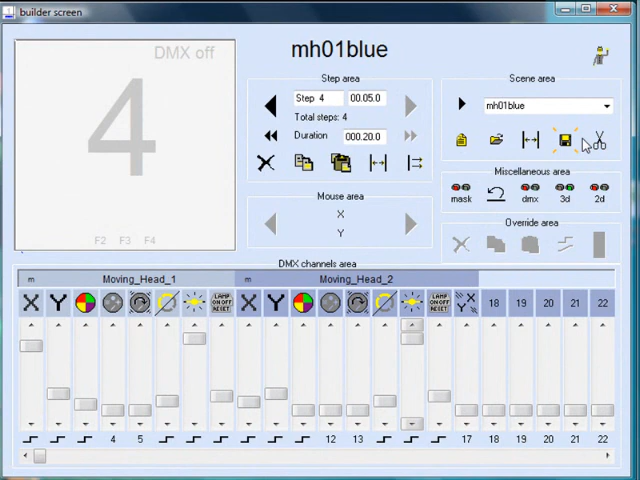 builder screen
DMX off
4
F2 F3 F4
mh01blue
Step area
Step 4 00.05.0
Total steps: 4
Duration 000.20.0
Mouse area
X
Y
Scene area
mh01blue
Miscellaneous area
mask dmx 3d 2d
Override area
DMX channels area
m Moving_Head_1 m Moving_Head_2
X Y LAMP ON/OFF RESET X Y LAMP ON/OFF RESET X Y 18 19 20 21 22
4 5 12 13 17 18 19 20 21 22